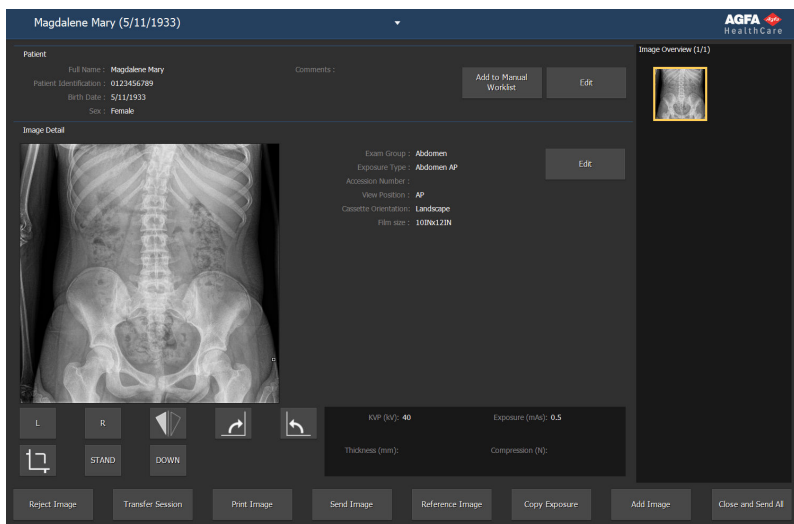 Magdalene Mary (5/11/1933)
AGFA
HealthCare
Patient
Full Name : Magdalene Mary
Patient Identification : 0123456789
Birth Date : 5/11/1933
Sex : Female
Comments :
Add to Manual
Worklist
Edit
Image Overview (1/1)
Image Detail
Exam Group : Abdomen
Exposure Type : Abdomen AP
Accession Number :
View Position : AP
Cassette Orientation: Landscape
Film size : 10INx12IN
Edit
L
R
STAND
DOWN
KVP (kV): 40
Exposure (mAs): 0.5
Thickness (mm):
Compression (N):
Reject Image
Transfer Session
Print Image
Send Image
Reference Image
Copy Exposure
Add Image
Close and Send All